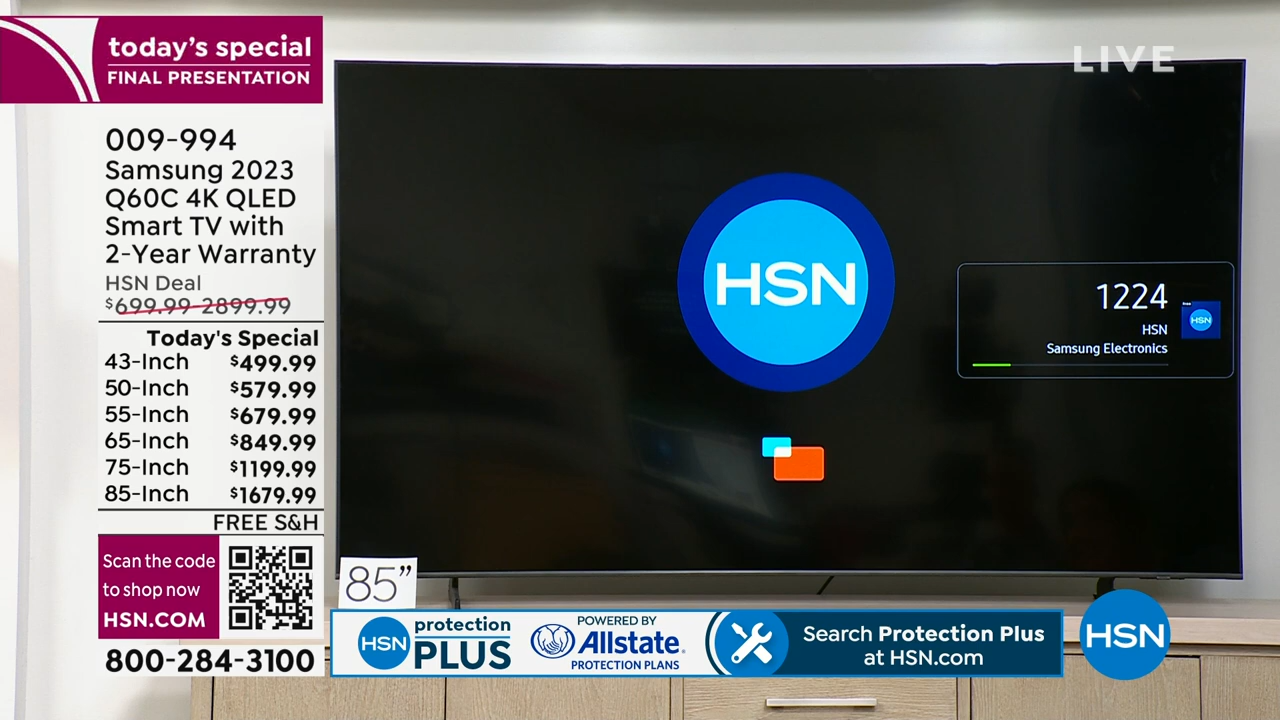 today's special
FINAL PRESENTATION
009-994
Samsung 2023
Q60C 4K QLED
Smart TV with
2-Year Warranty
HSN Deal
$699.99-2899.99
Today's Special
43-Inch $499.99
50-Inch $579.99
55-Inch $679.99
65-Inch $849.99
75-Inch $1199.99
85-Inch $1679.99
FREE S&H
Scan the code
to shop now
HSN.COM
800-284-3100
LIVE
HSN
1224
HSN
Samsung Electronics
HSN
85”
HSN
protection
PLUS
POWERED BY
Allstate®
PROTECTION PLANS
Search Protection Plus
at HSN.com
HSN